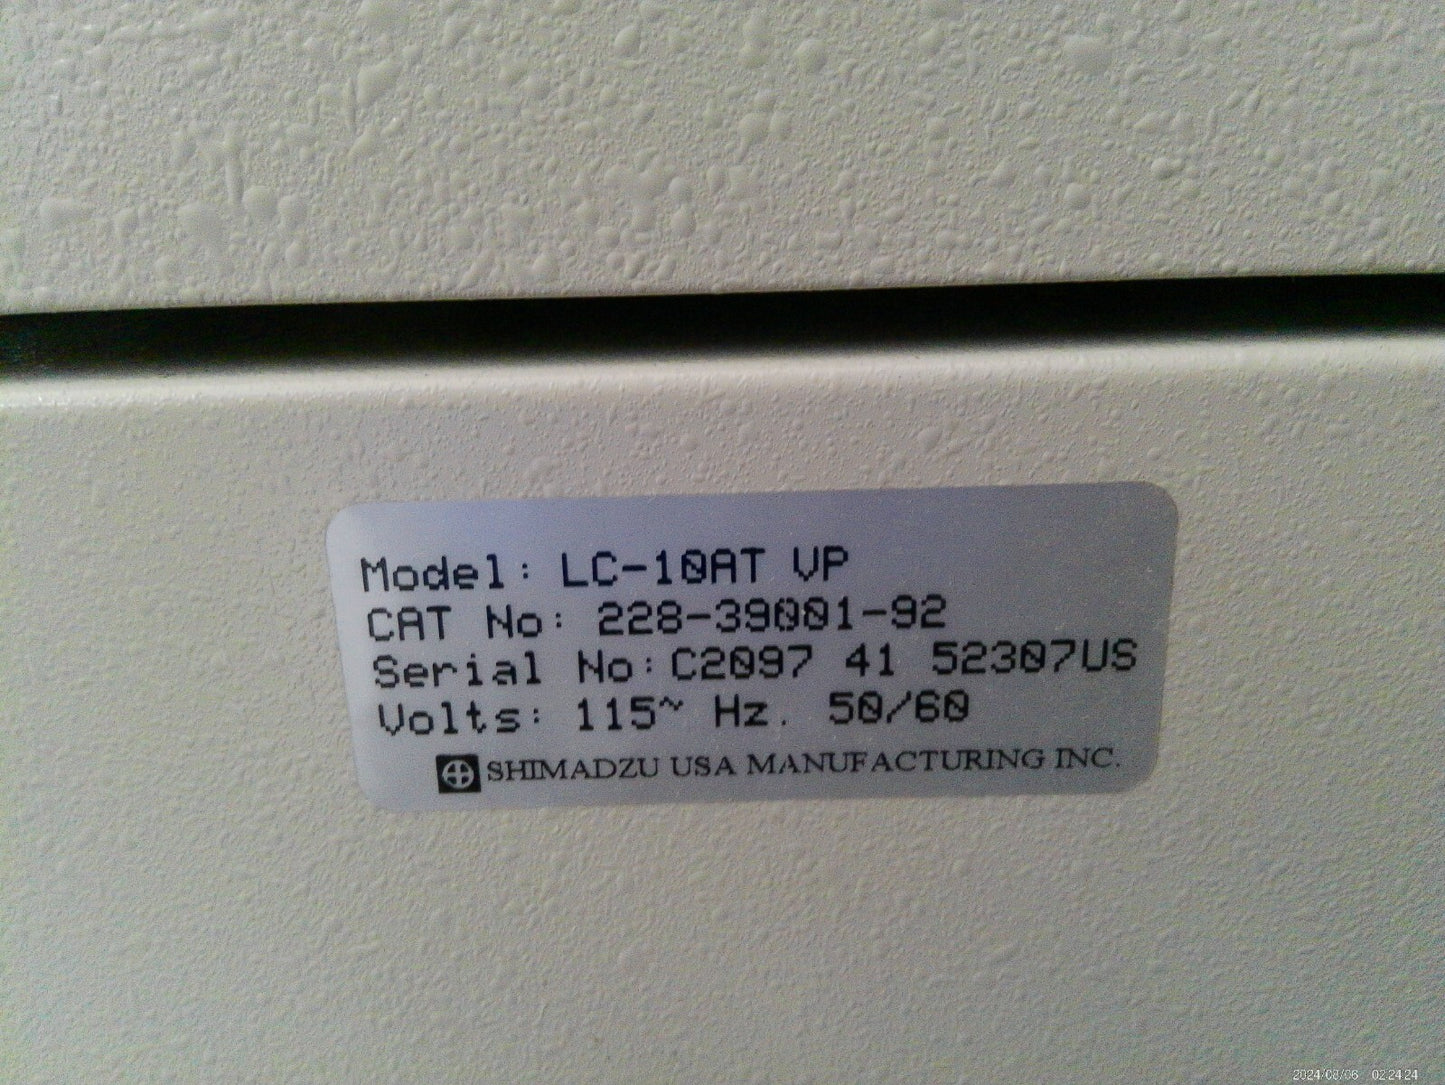 Model: LC-10AT VP
CAT No: 228-39001-92
Serial No: C2097 41 52307US
Volts: 115~ Hz. 50/60
SHIMADZU USA MANUFACTURING INC.
2024/08/06 02:24:24